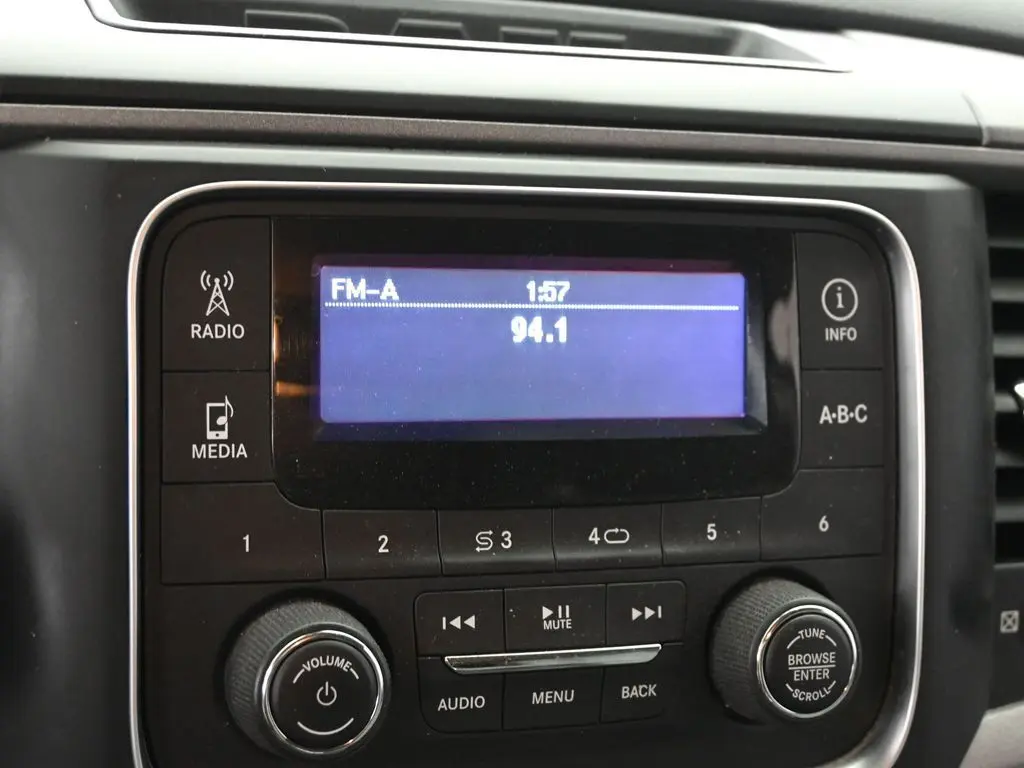 RAM
FM-A 1:57
94.1
RADIO
MEDIA
INFO
A·B·C
1 2 3 4 5 6
MUTE
VOLUME
AUDIO MENU BACK
TUNE
BROWSE
ENTER
SCROLL